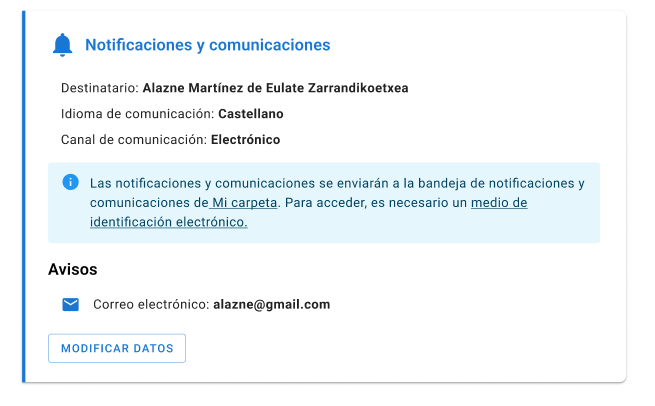 Notificaciones y comunicaciones
Destinatario: Alazne Martínez de Eulate Zarrandikoetxea
Idioma de comunicación: Castellano
Canal de comunicación: Electrónico
Las notificaciones y comunicaciones se enviarán a la bandeja de notificaciones y
comunicaciones de Mi carpeta. Para acceder, es necesario un medio de
identificación electrónico.
Avisos
Correo electrónico: alazne@gmail.com
MODIFICAR DATOS